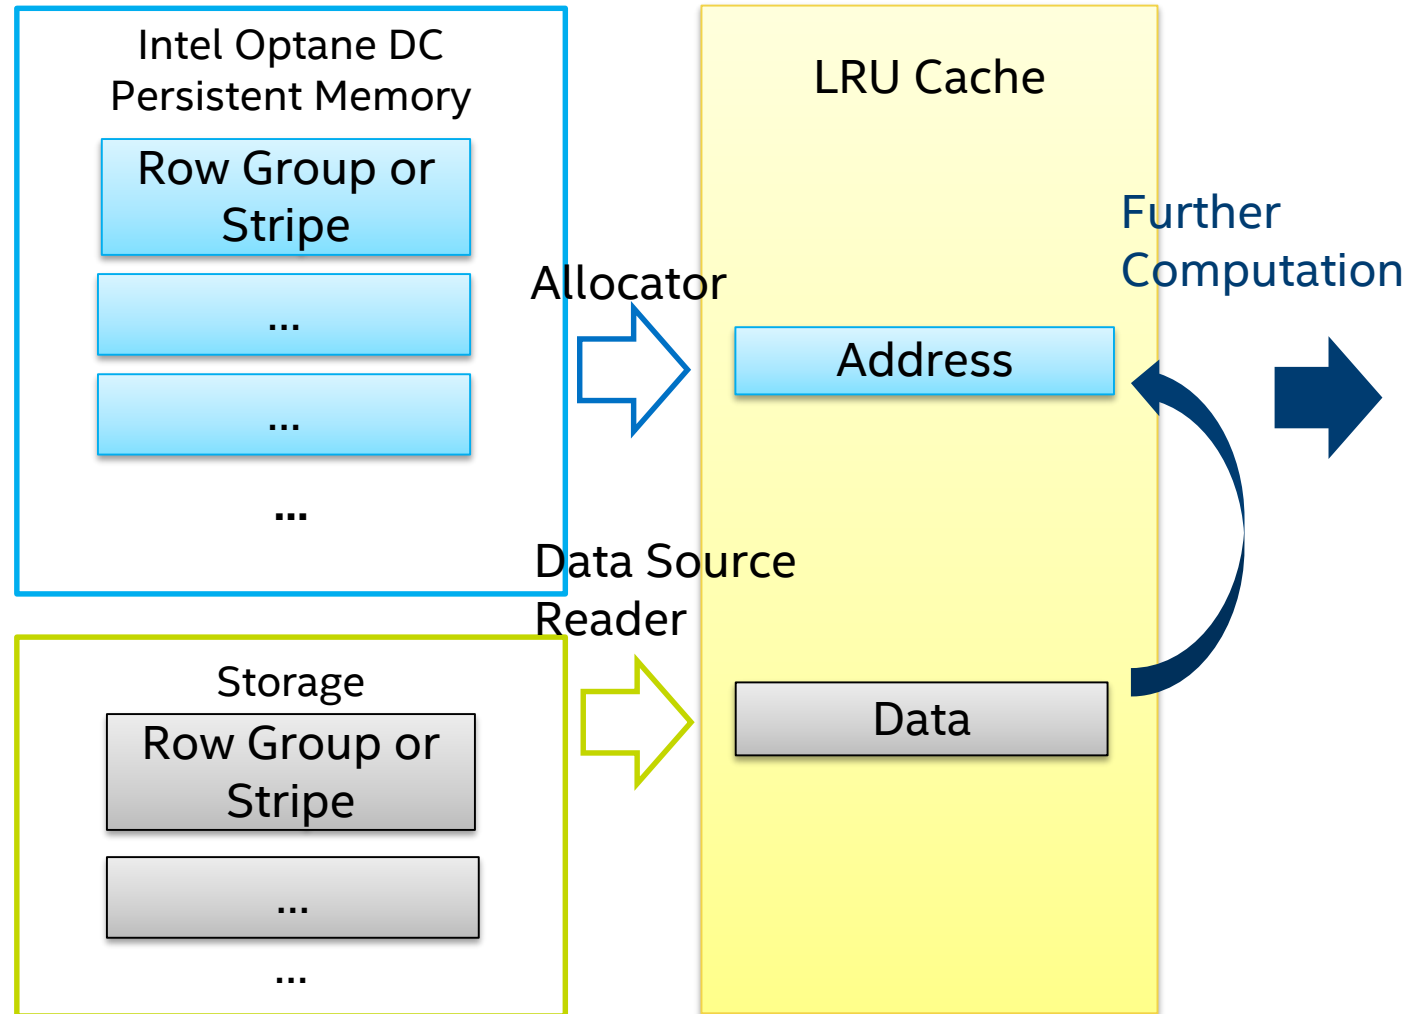 Intel Optane DC
Persistent Memory
Row Group or
Stripe
...
...
...
Storage
Row Group or
Stripe
...
...
Allocator
Data Source
Reader
LRU Cache
Address
Data
Further
Computation